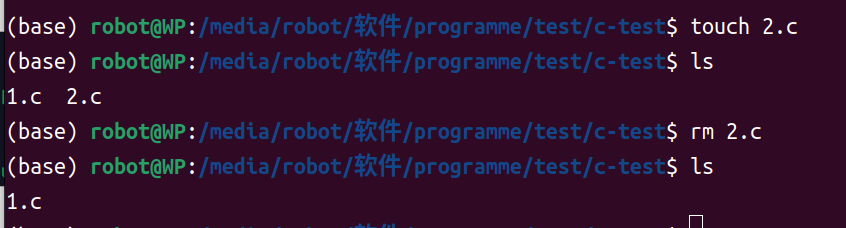 (base) robot@WP:/media/robot/软件/programme/test/c-test$ touch 2.c
(base) robot@WP:/media/robot/软件/programme/test/c-test$ ls
1.c  2.c
(base) robot@WP:/media/robot/软件/programme/test/c-test$ rm 2.c
(base) robot@WP:/media/robot/软件/programme/test/c-test$ ls
1.c